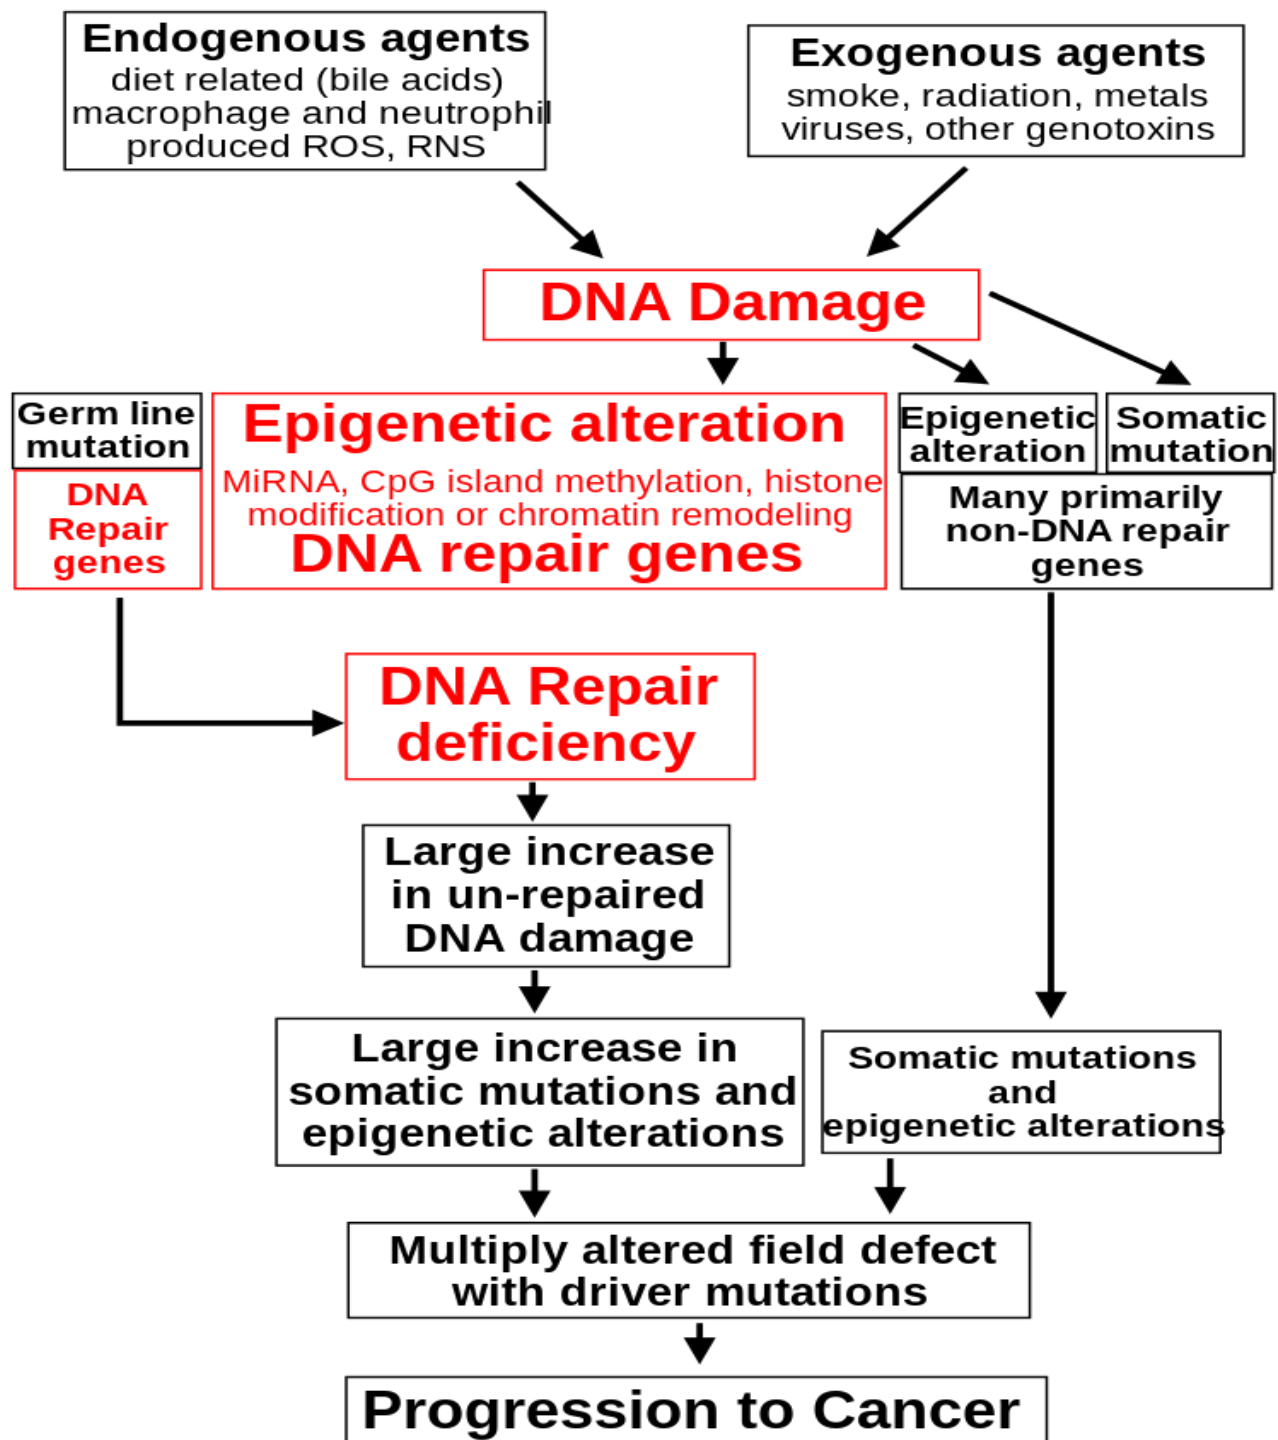 Endogenous agents
diet related (bile acids)
macrophage and neutrophil
produced ROS, RNS
Exogenous agents
smoke, radiation, metals
viruses, other genotoxins
DNA Damage
Germ line
mutation
DNA
Repair
genes
Epigenetic alteration
MiRNA, CpG island methylation, histone
modification or chromatin remodeling
DNA repair genes
Epigenetic
alteration
Somatic
mutation
Many primarily
non-DNA repair
genes
DNA Repair
deficiency
Large increase
in un-repaired
DNA damage
Large increase in
somatic mutations and
epigenetic alterations
Somatic mutations
and
epigenetic alterations
Multiply altered field defect
with driver mutations
Progression to Cancer